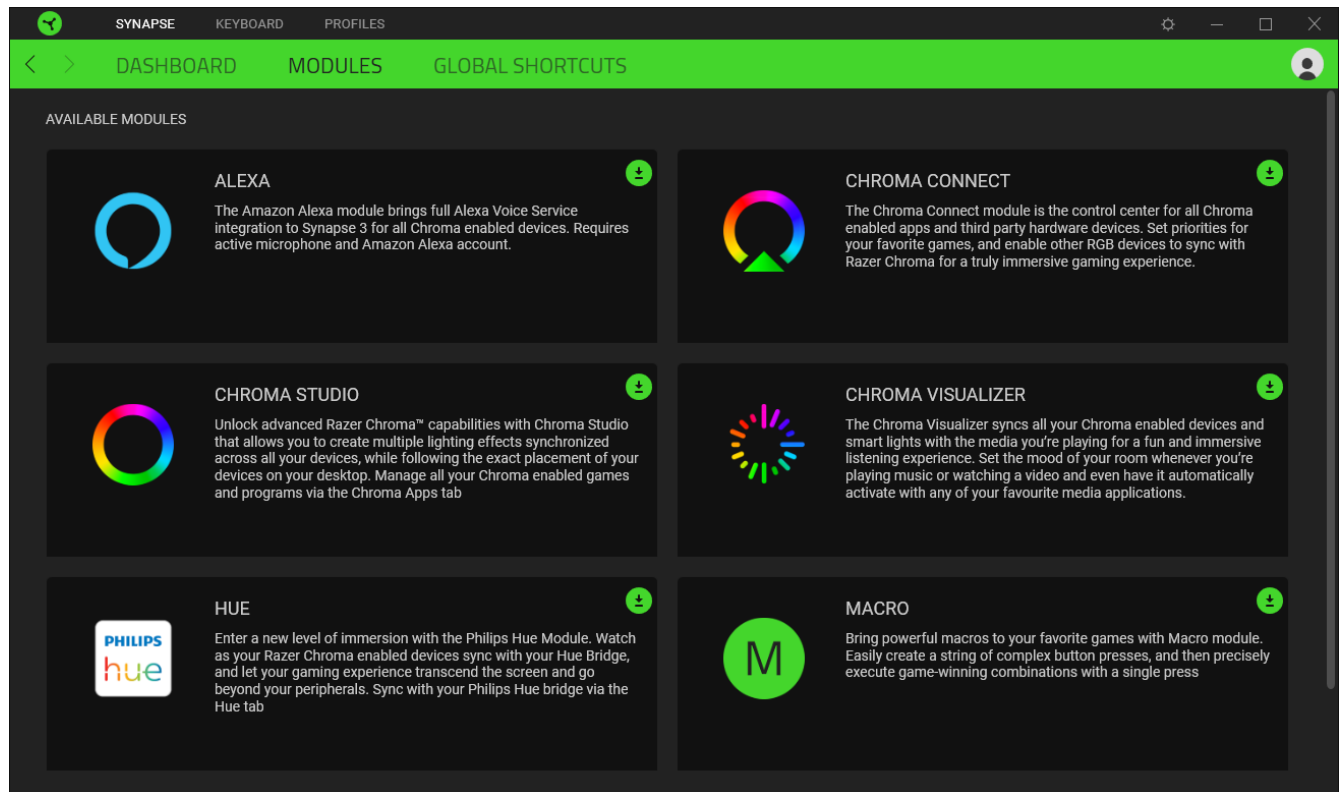 SYNAPSE KEYBOARD PROFILES
DASHBOARD MODULES GLOBAL SHORTCUTS
AVAILABLE MODULES
ALEXA
The Amazon Alexa module brings full Alexa Voice Service
integration to Synapse 3 for all Chroma enabled devices. Requires
active microphone and Amazon Alexa account.
CHROMA CONNECT
The Chroma Connect module is the control center for all Chroma
enabled apps and third party hardware devices. Set priorities for
your favorite games, and enable other RGB devices to sync with
Razer Chroma for a truly immersive gaming experience.
CHROMA STUDIO
Unlock advanced Razer Chroma™ capabilities with Chroma Studio
that allows you to create multiple lighting effects synchronized
across all your devices, while following the exact placement of your
devices on your desktop. Manage all your Chroma enabled games
and programs via the Chroma Apps tab
CHROMA VISUALIZER
The Chroma Visualizer syncs all your Chroma enabled devices and
smart lights with the media you're playing for a fun and immersive
listening experience. Set the mood of your room whenever you're
playing music or watching a video and even have it automatically
activate with any of your favourite media applications.
PHILIPS
hue
HUE
Enter a new level of immersion with the Philips Hue Module. Watch
as your Razer Chroma enabled devices sync with your Hue Bridge,
and let your gaming experience transcend the screen and go
beyond your peripherals. Sync with your Philips Hue bridge via the
Hue tab
M
MACRO
Bring powerful macros to your favorite games with Macro module.
Easily create a string of complex button presses, and then precisely
execute game-winning combinations with a single press